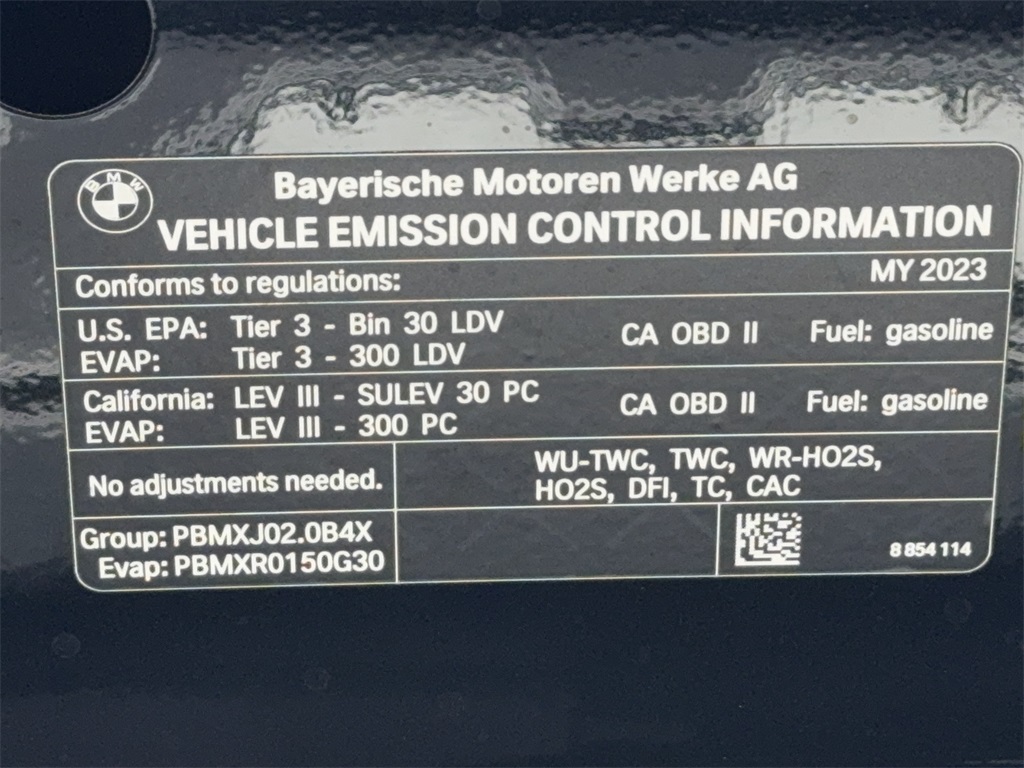 BMW
Bayerische Motoren Werke AG
VEHICLE EMISSION CONTROL INFORMATION
Conforms to regulations: MY 2023
U.S. EPA: Tier 3 - Bin 30 LDV CA OBD II Fuel: gasoline
EVAP: Tier 3 - 300 LDV
California: LEV III - SULEV 30 PC CA OBD II Fuel: gasoline
EVAP: LEV III - 300 PC
No adjustments needed.
WU-TWC, TWC, WR-HO2S,
HO2S, DFI, TC, CAC
Group: PBMXJ02.0B4X
Evap: PBMXR0150G30
8 854 114